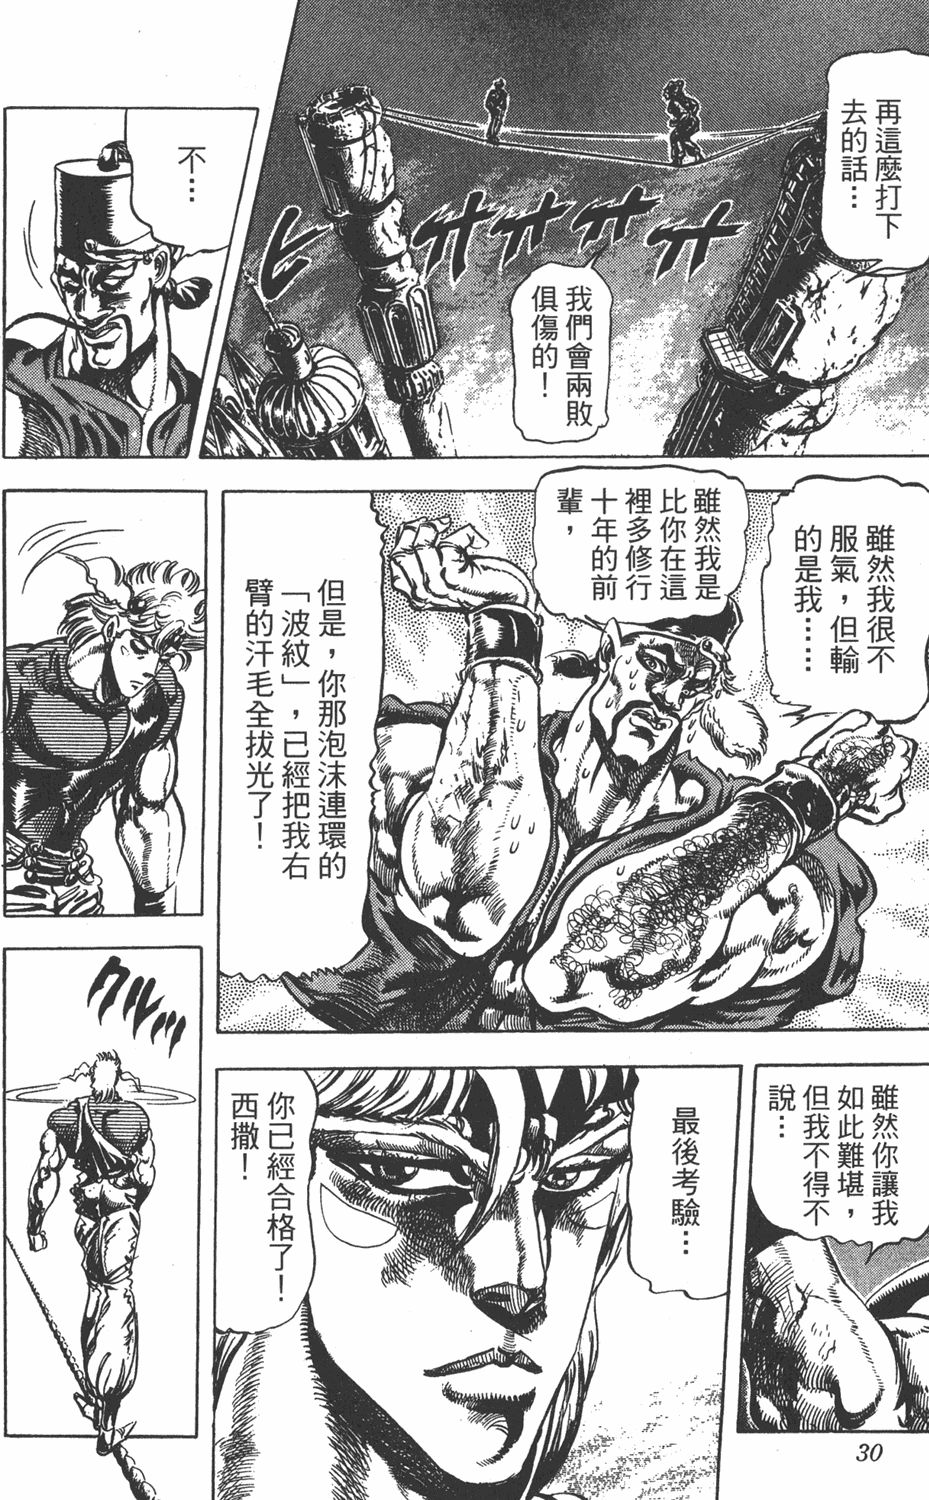 再這麼打下
去的話…
我們會兩敗
俱傷的！
ヒ
オオオオ
不…
雖然我很不
服氣，但輸
的是我……
雖然我是
比你在這
裡多修行
十年的前
輩，
但是，你那泡沫連環的
「波紋」，已經把我右
臂的汗毛全拔光了！
雖然你讓我
如此難堪，
但我不得不
說…
最後考驗…
你已經合格了！
西撒！
クルッ
30